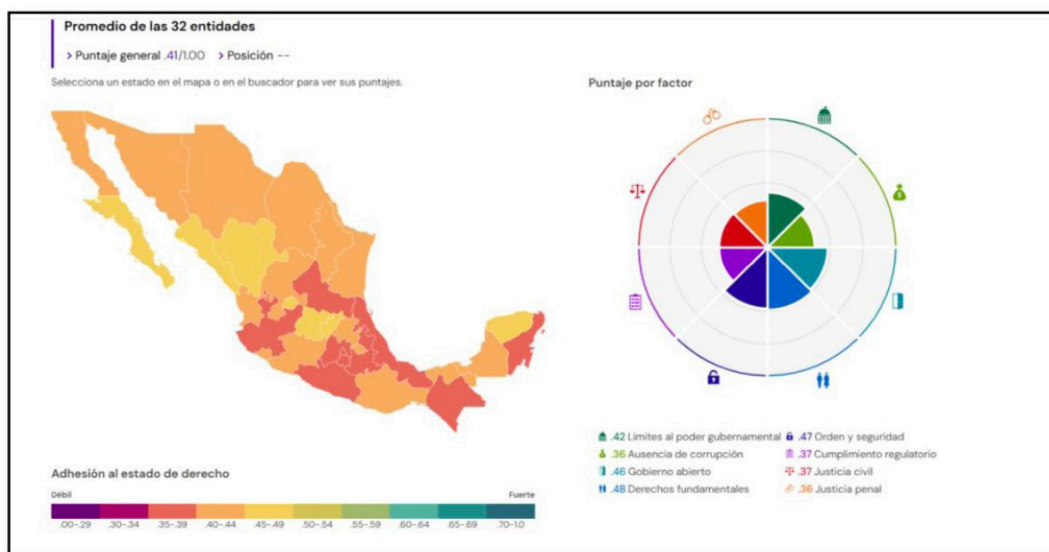 Promedio de las 32 entidades
> Puntaje general .41/1.00 > Posición --
Selecciona un estado en el mapa o en el buscador para ver sus puntajes.
Puntaje por factor
.42 Límites al poder gubernamental
.36 Ausencia de corrupción
.46 Gobierno abierto
.48 Derechos fundamentales
.47 Orden y seguridad
.37 Cumplimiento regulatorio
.37 Justicia civil
.36 Justicia penal
Adhesión al estado de derecho
Débil Fuerte
.00-.29 .30-.34 .35-.39 .40-.44 .45-.49 .50-.54 .55-.59 .60-.64 .65-.69 .70-1.0